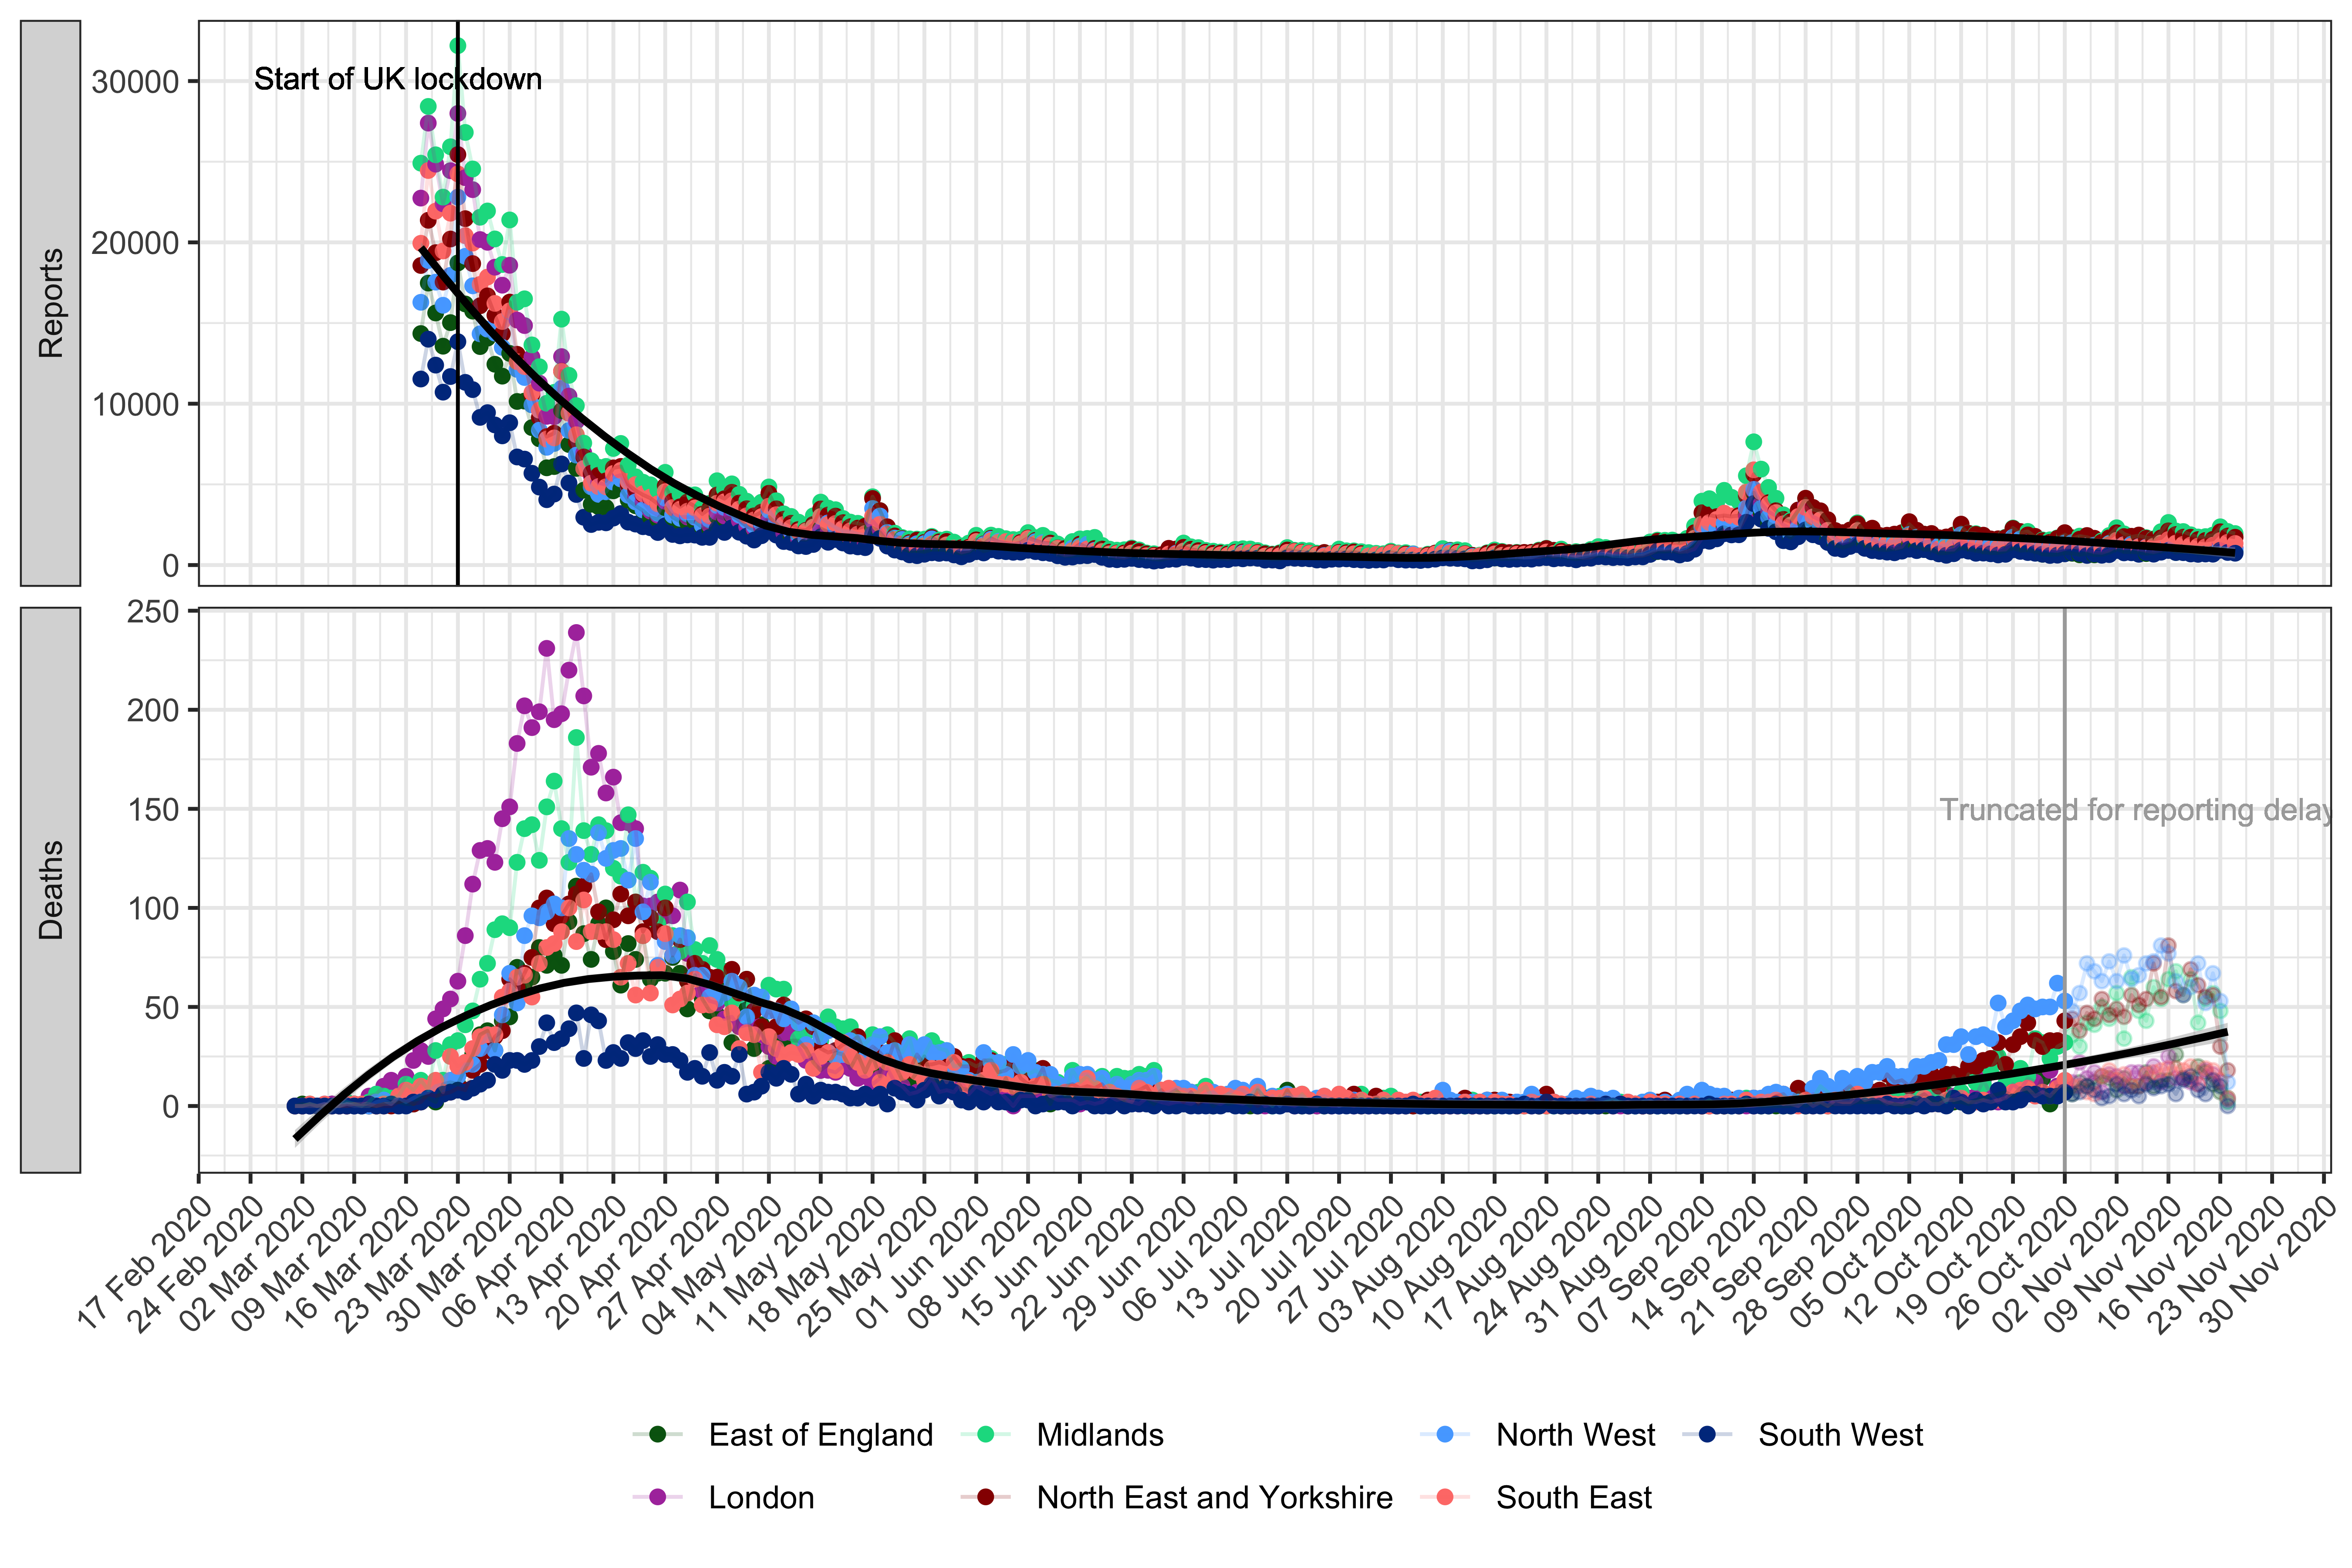 Reports
30000
20000
10000
0
Start of UK lockdown
Deaths
250
200
150
100
50
0
Truncated for reporting delay
17 Feb 2020
24 Feb 2020
02 Mar 2020
09 Mar 2020
16 Mar 2020
23 Mar 2020
30 Mar 2020
06 Apr 2020
13 Apr 2020
20 Apr 2020
27 Apr 2020
04 May 2020
11 May 2020
18 May 2020
25 May 2020
01 Jun 2020
08 Jun 2020
15 Jun 2020
22 Jun 2020
29 Jun 2020
06 Jul 2020
13 Jul 2020
20 Jul 2020
27 Jul 2020
03 Aug 2020
10 Aug 2020
17 Aug 2020
24 Aug 2020
31 Aug 2020
07 Sep 2020
14 Sep 2020
21 Sep 2020
28 Sep 2020
05 Oct 2020
12 Oct 2020
19 Oct 2020
26 Oct 2020
02 Nov 2020
09 Nov 2020
16 Nov 2020
23 Nov 2020
30 Nov 2020
East of England
Midlands
North West
South West
London
North East and Yorkshire
South East